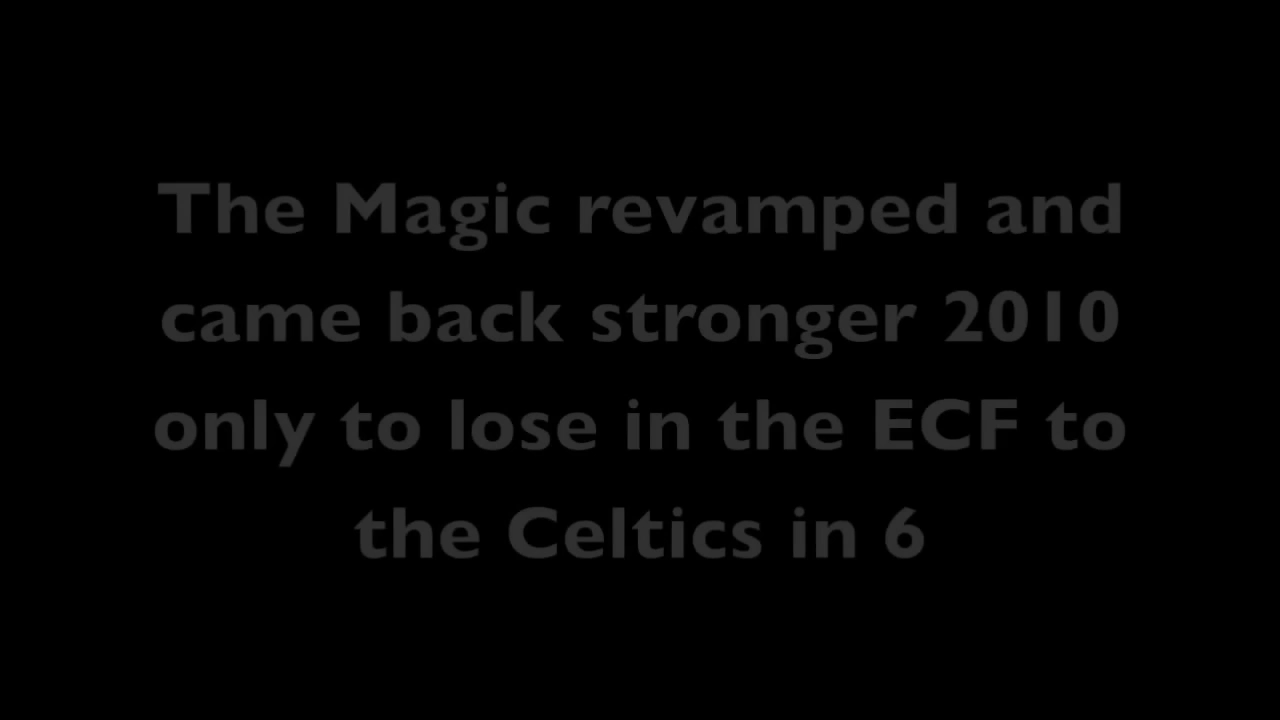 The Magic revamped and
came back stronger 2010
only to lose in the ECF to
the Celtics in 6